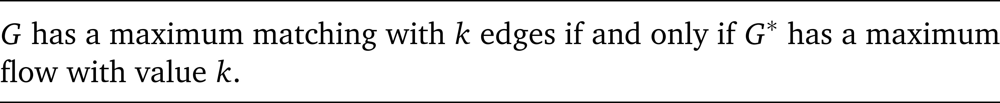 G has a maximum matching with k edges if and only if G* has a maximum
flow with value k.